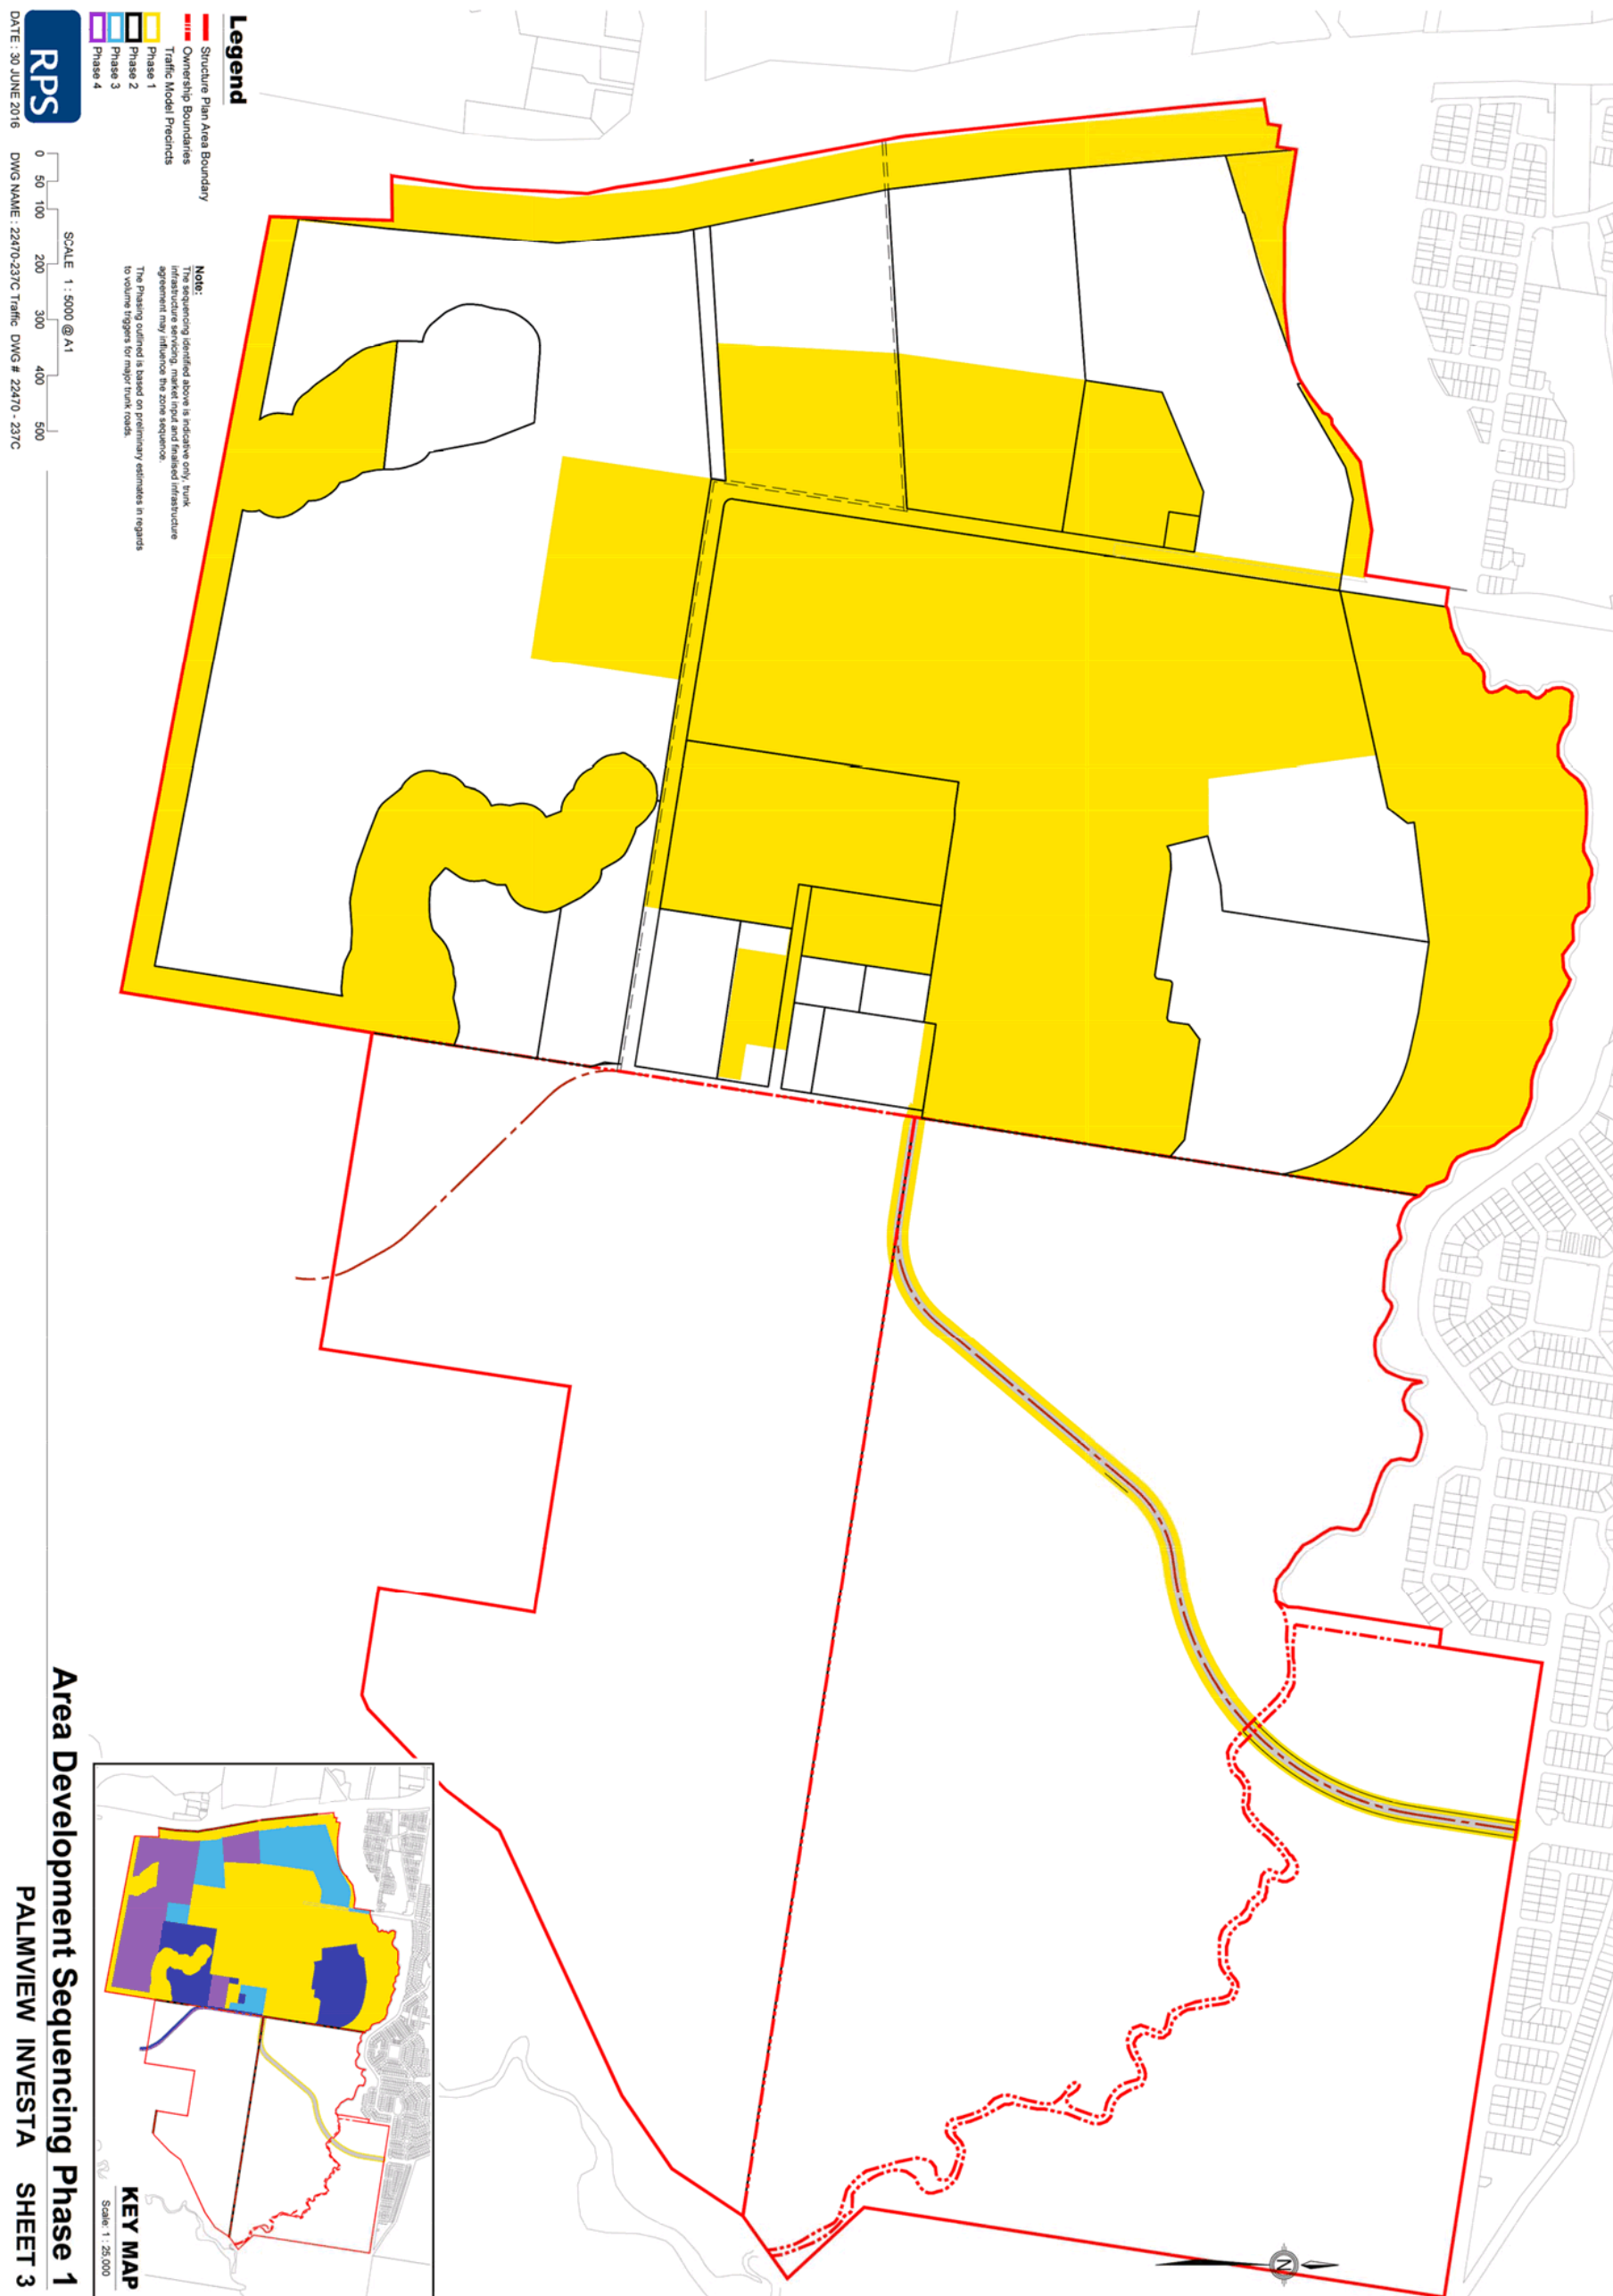 Legend
Structure Plan Area Boundary
Ownership Boundaries
Traffic Model Precincts
Phase 1
Phase 2
Phase 3
Phase 4
Note:
The sequencing identified above is indicative only, trunk
infrastructure servicing, market input and finalised infrastructure
agreement may influence the zone sequence.
The Phasing outlined is based on preliminary estimates in regards
to volume triggers for major trunk roads.
RPS
SCALE 1 : 5000 @ A1
0 50 100 200 300 400 500
DATE : 30 JUNE 2016 DWG NAME : 22470-237C Traffic DWG # 22470 - 237C
N
KEY MAP
Scale: 1 : 25,000
Area Development Sequencing Phase 1
PALMVIEW INVESTA SHEET 3